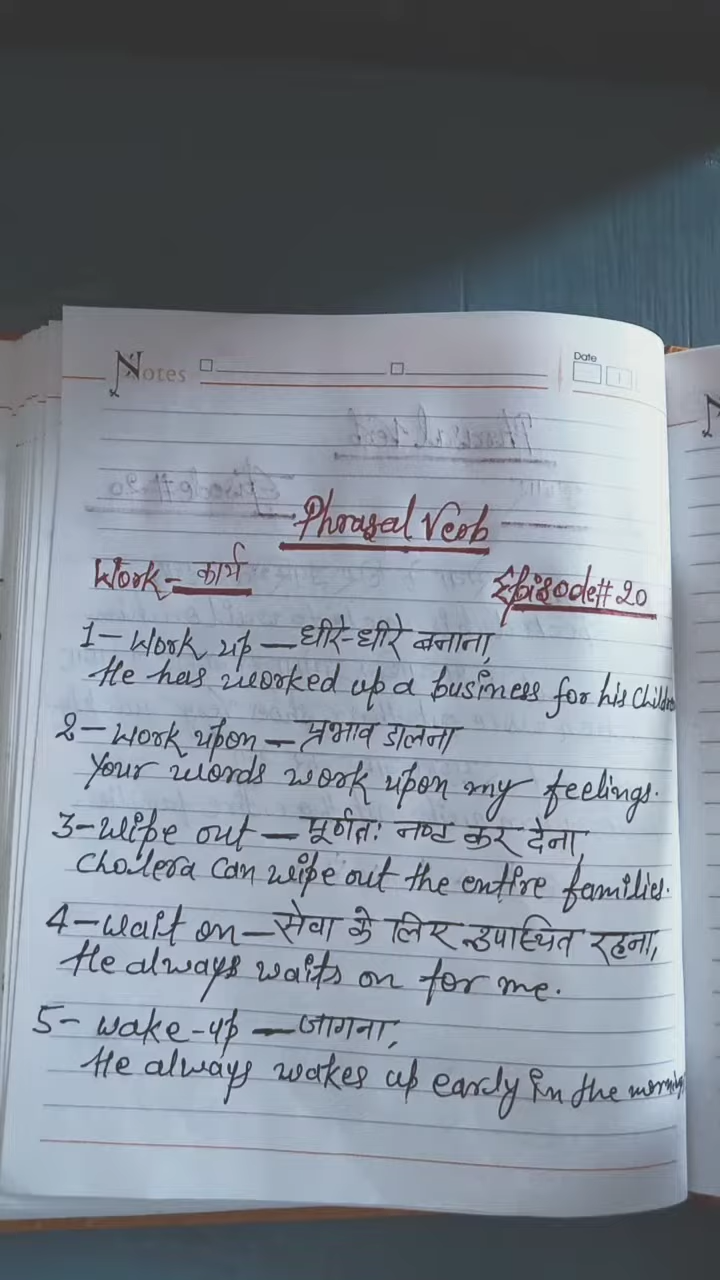 Notes
Date
Phrasal Verb
Work - कार्य
Episode # 20
1- Work up - धीरे-धीरे बनाना,
He has worked up a business for his Children
2- work upon - प्रभाव डालना
Your words work upon my feelings.
3- wipe out - पूर्णत: नष्ट कर देना,
Cholera can wipe out the entire families.
4- wait on - सेवा के लिए उपास्थित रहना,
He always waits on for me.
5- wake-up - जागना,
He always wakes up early in the morning